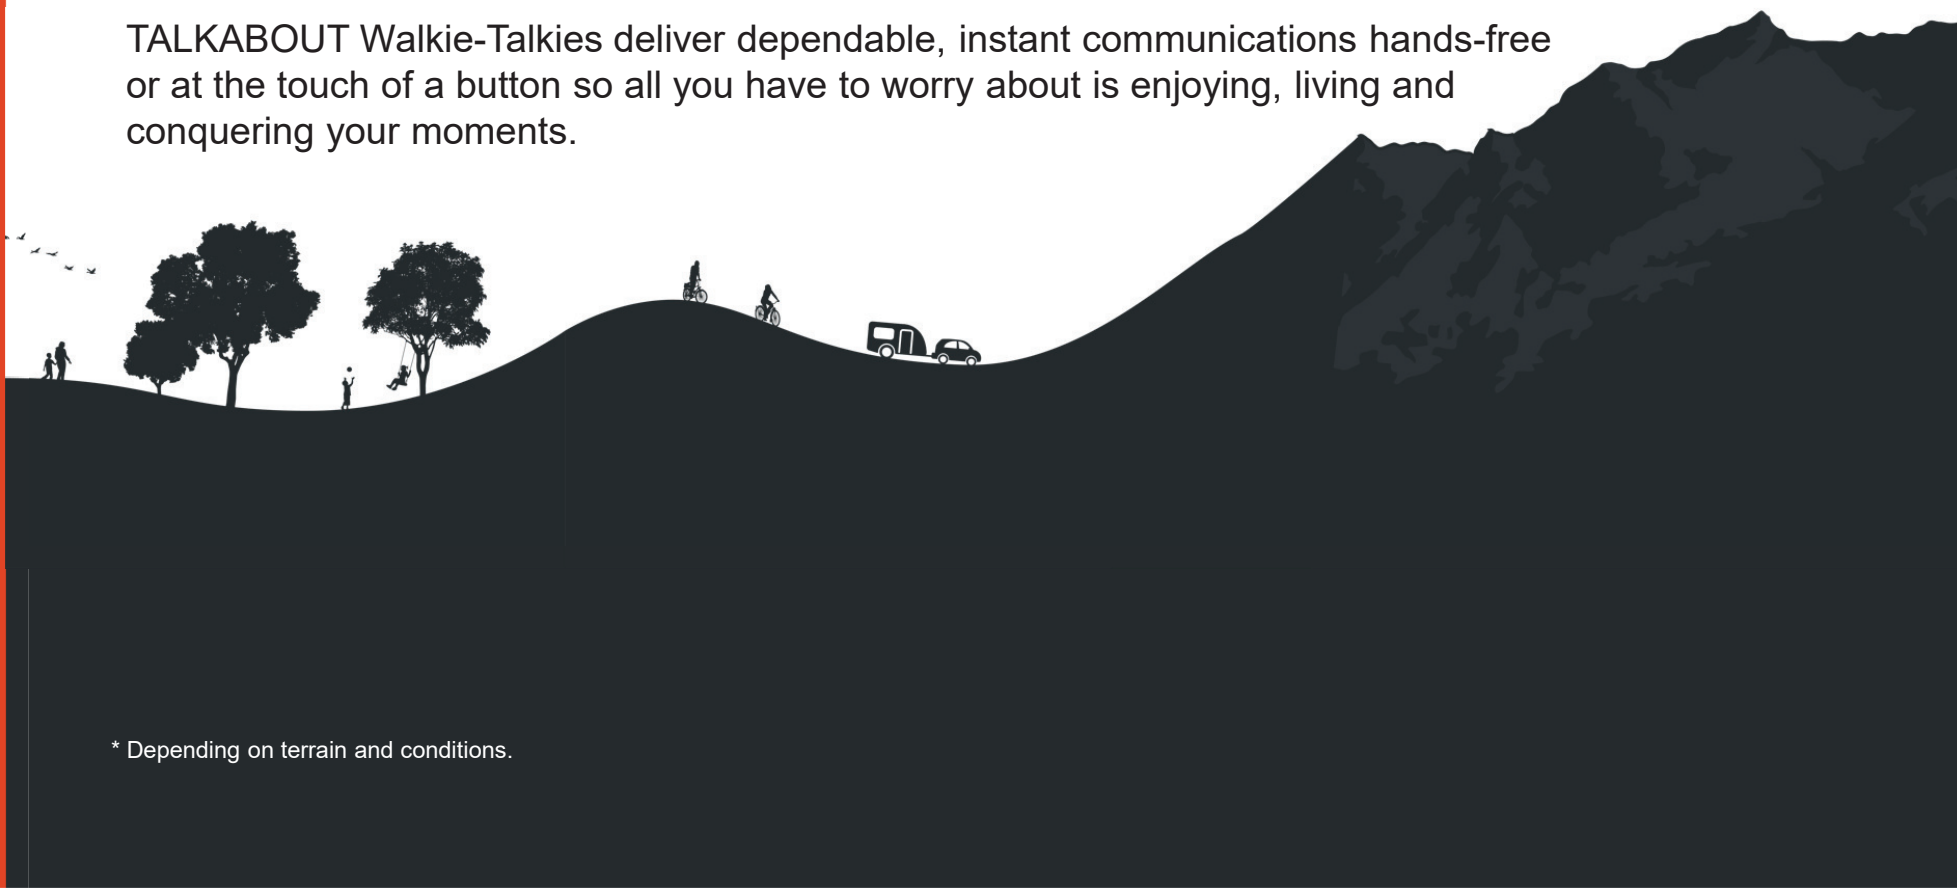 TALKABOUT Walkie-Talkies deliver dependable, instant communications hands-free
or at the touch of a button so all you have to worry about is enjoying, living and
conquering your moments.
* Depending on terrain and conditions.